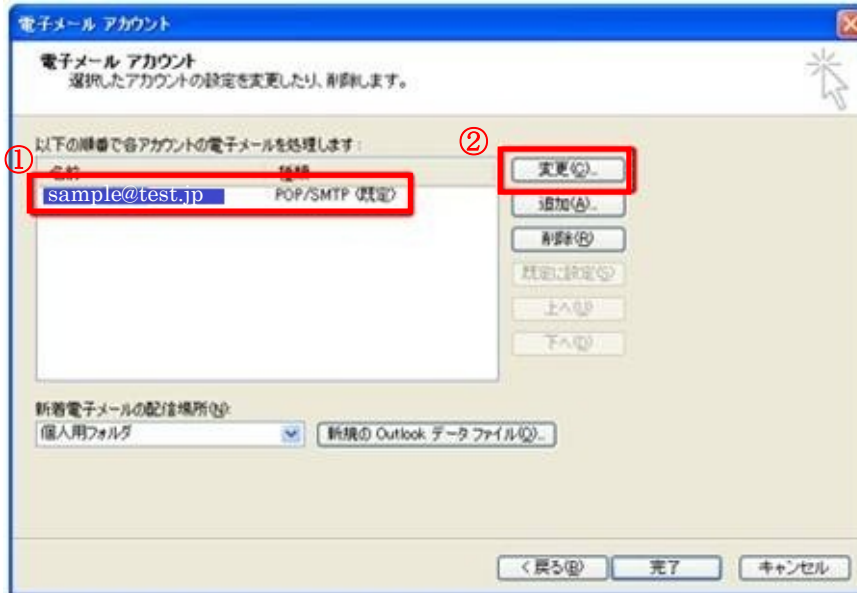 電子メール アカウント
電子メール アカウント
選択したアカウントの設定を変更したり、削除します。
以下の順番で各アカウントの電子メールを処理します:
①
②
名前 種類
sample@test.jp POP/SMTP (既定)
変更(C)...
追加(A)...
削除(R)
既定に設定(S)
上へ(U)
下へ(D)
新着電子メールの配信場所(N):
個人用フォルダ
新規の Outlook データ ファイル(O)...
< 戻る(B)
完了
キャンセル